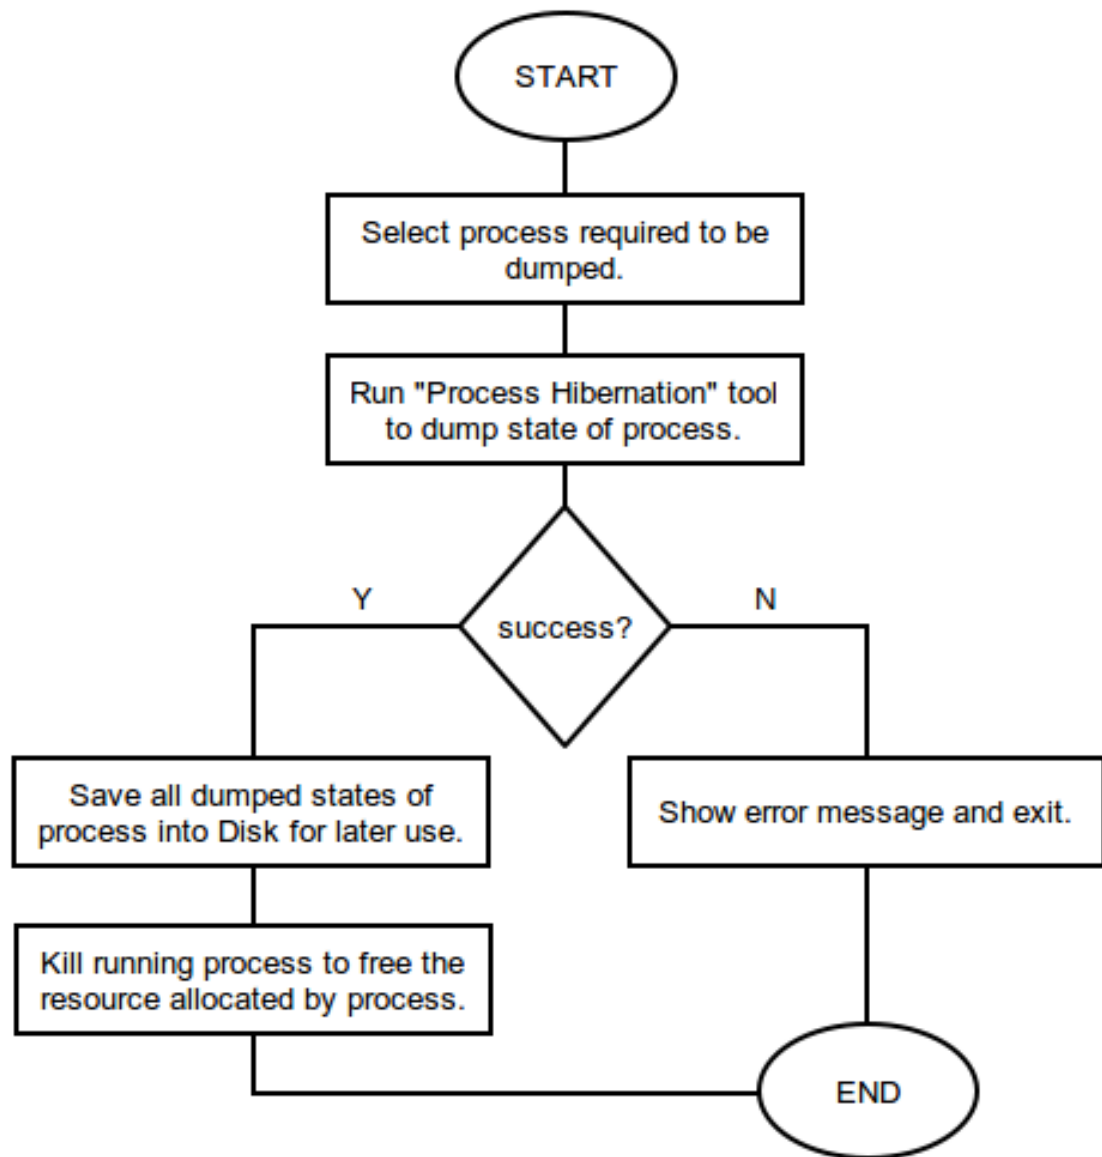 START
Select process required to be
dumped.
Run "Process Hibernation" tool
to dump state of process.
success?
Y
N
Save all dumped states of
process into Disk for later use.
Show error message and exit.
Kill running process to free the
resource allocated by process.
END